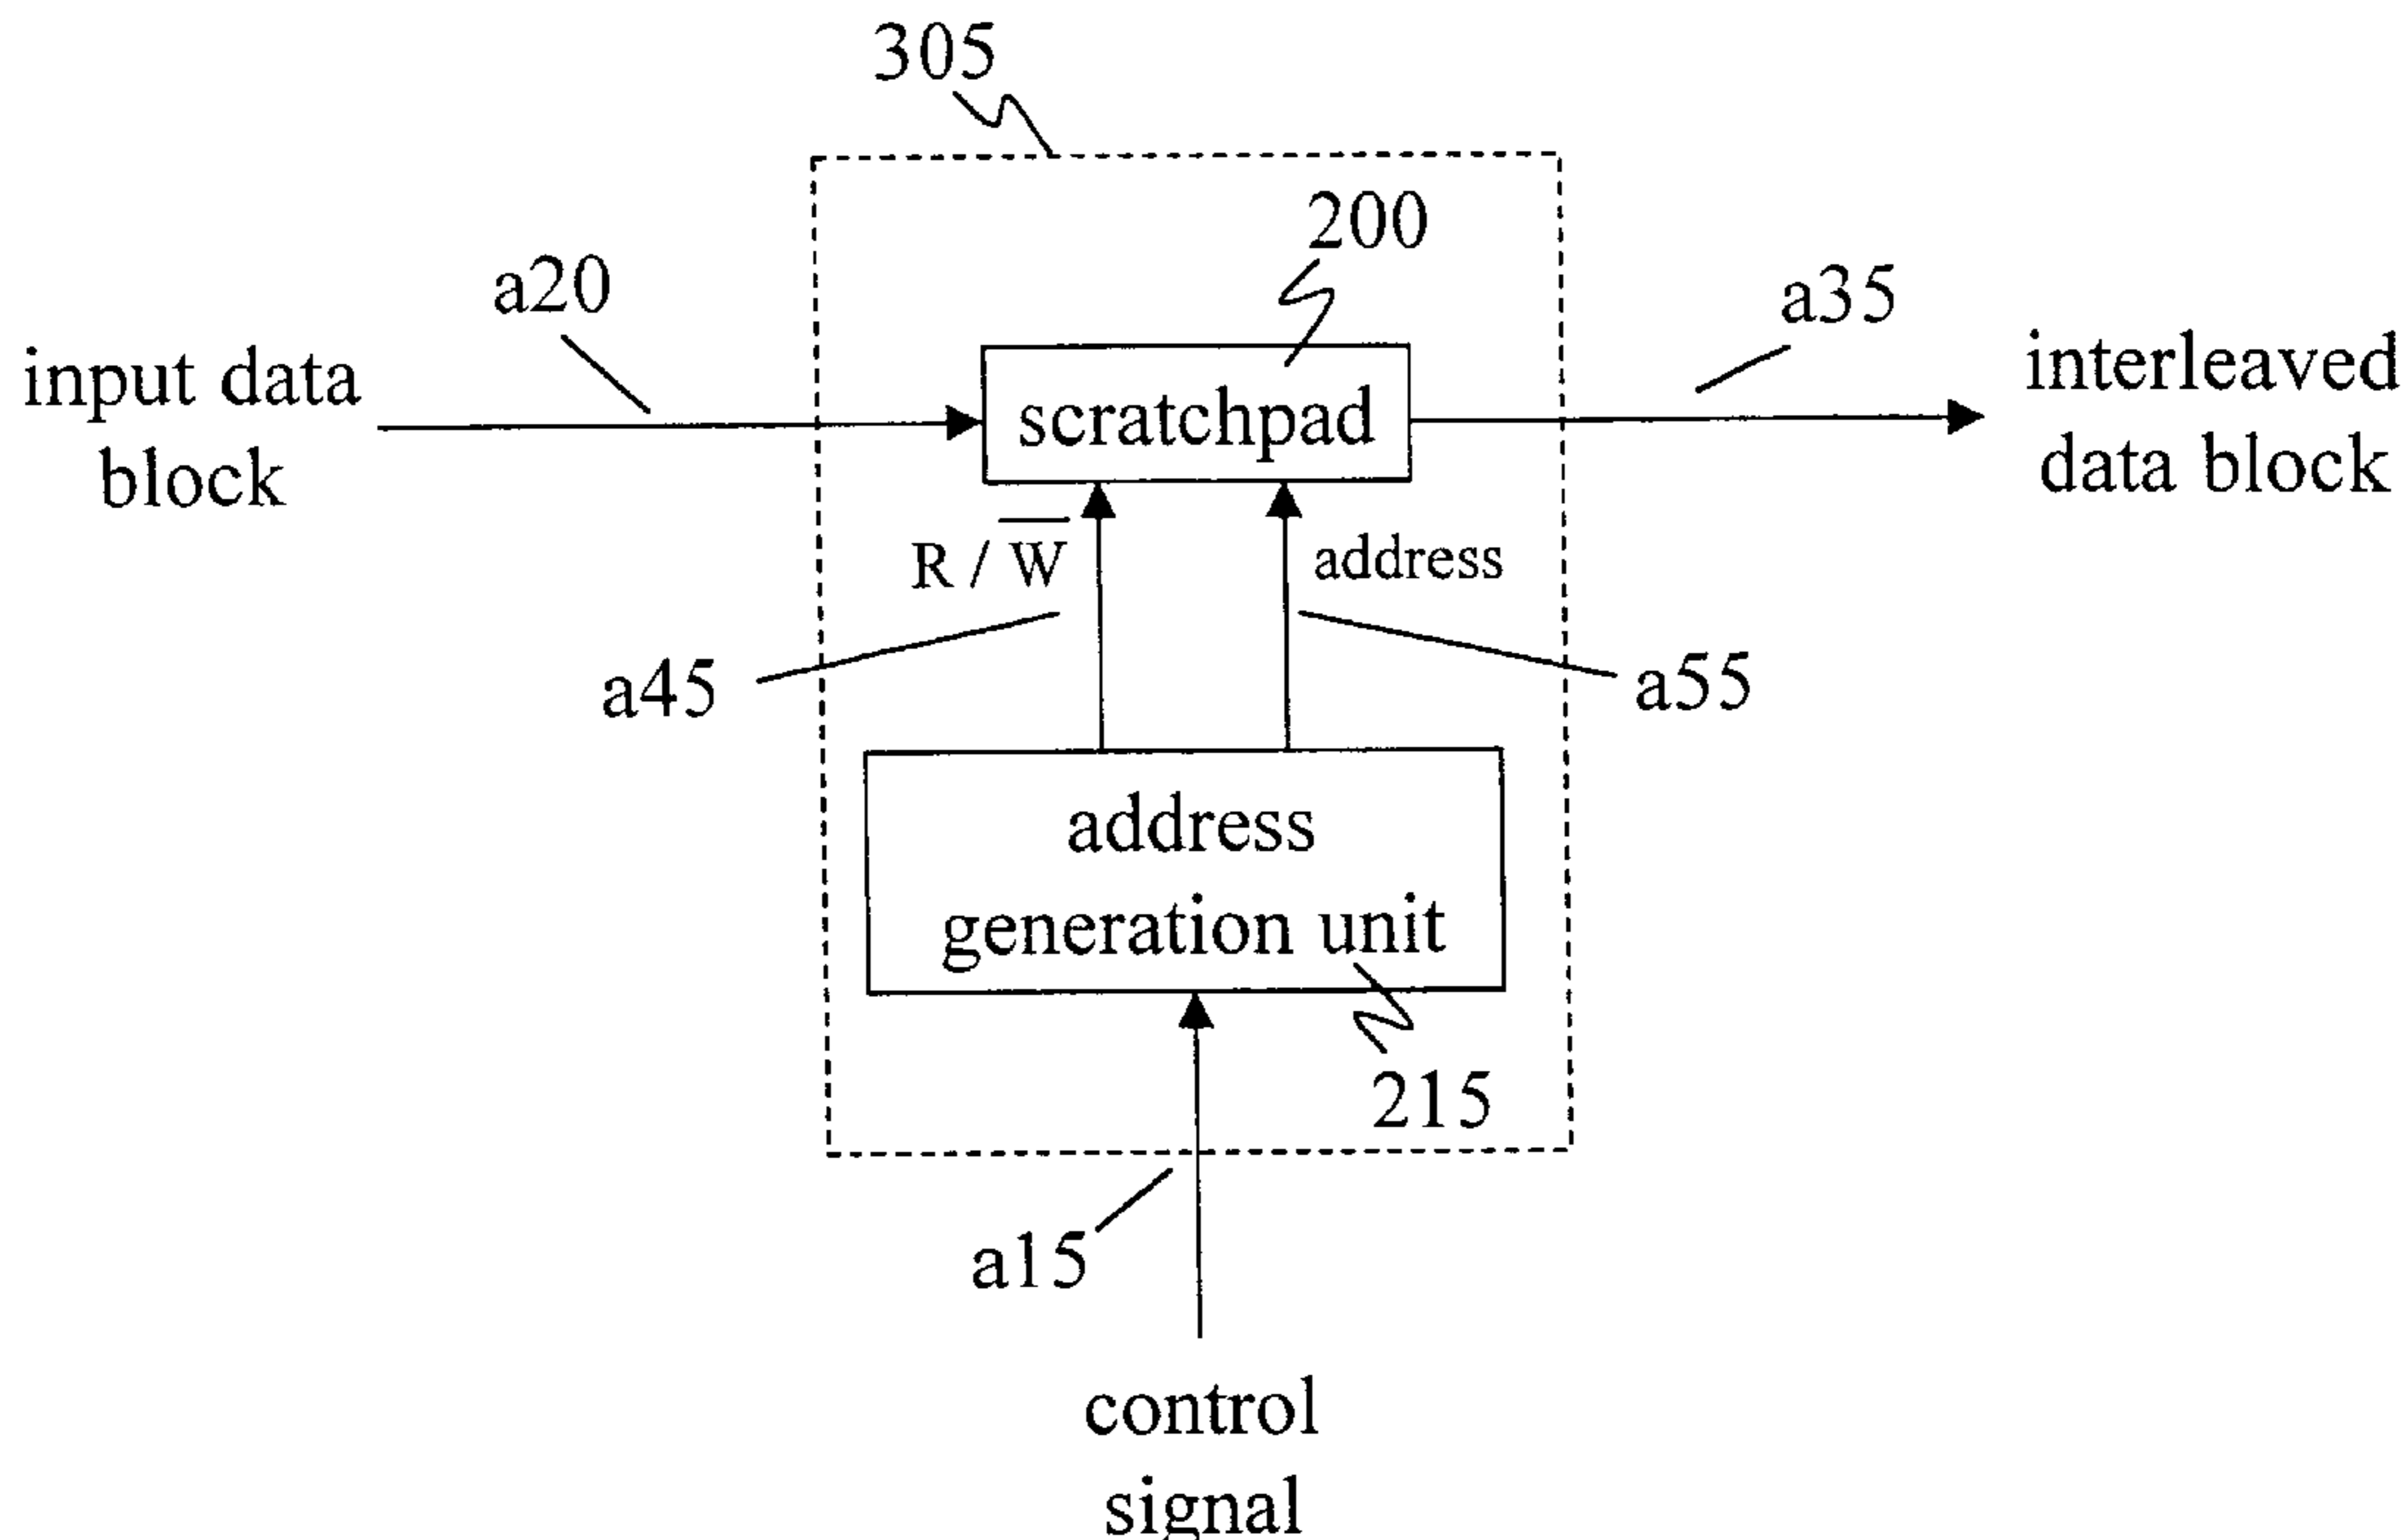 305
200
a20
a35
input data
block
interleaved
data block
scratchpad
R / W̅
address
a45
a55
address
generation unit
215
a15
control
signal